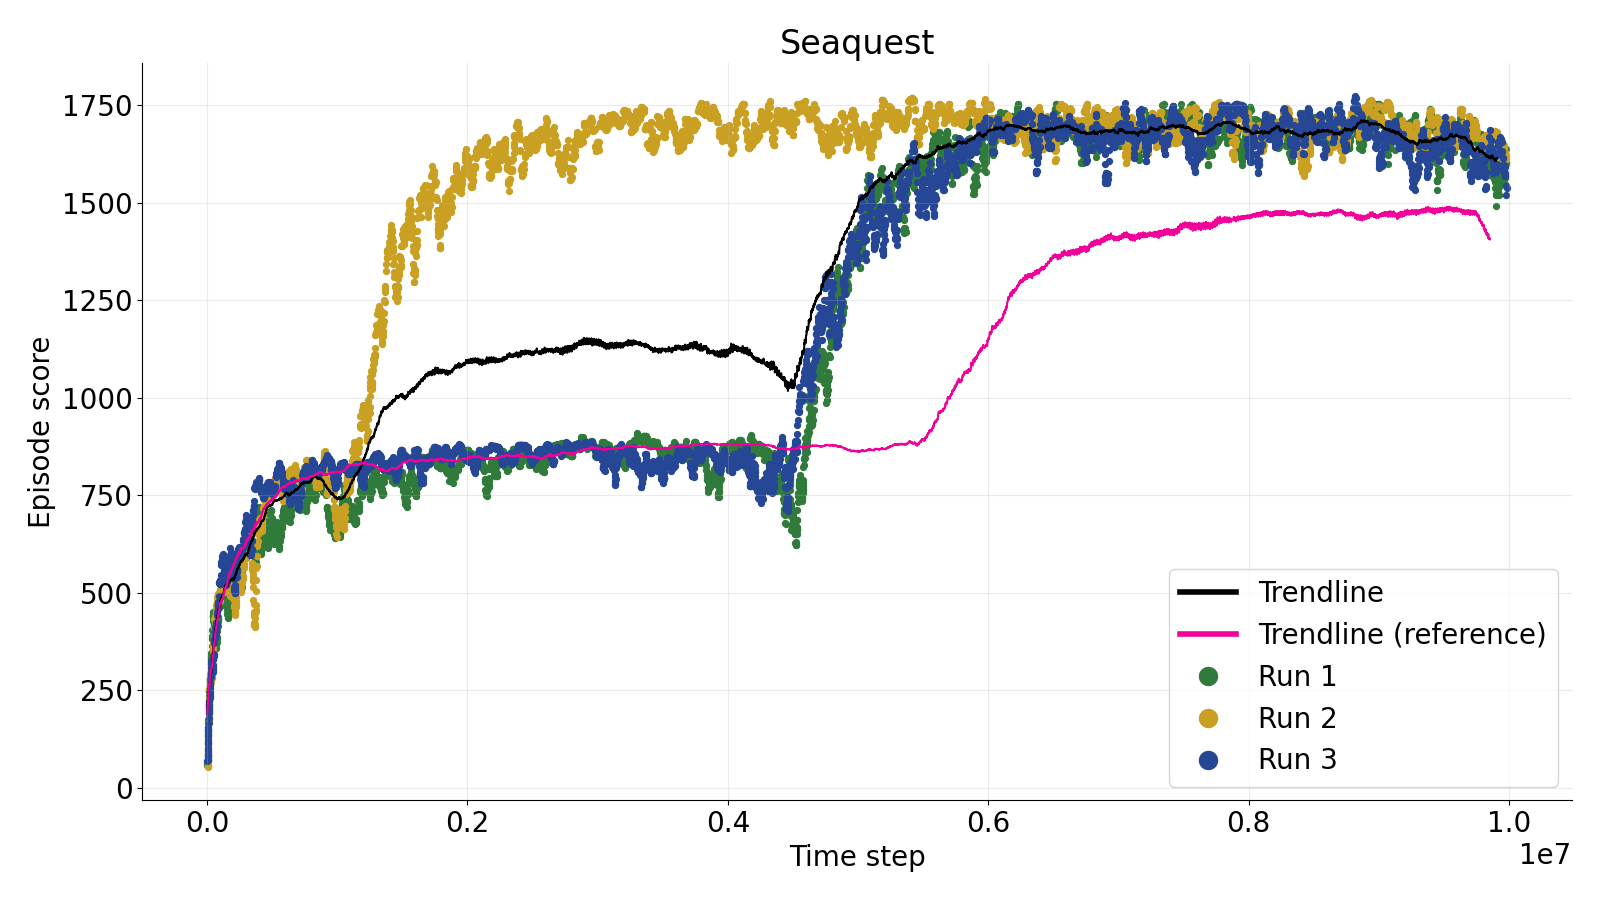 Seaquest
Episode score
1750
1500
1250
1000
750
500
250
0
0.0 0.2 0.4 0.6 0.8 1.0
1e7
Time step
Trendline
Trendline (reference)
Run 1
Run 2
Run 3